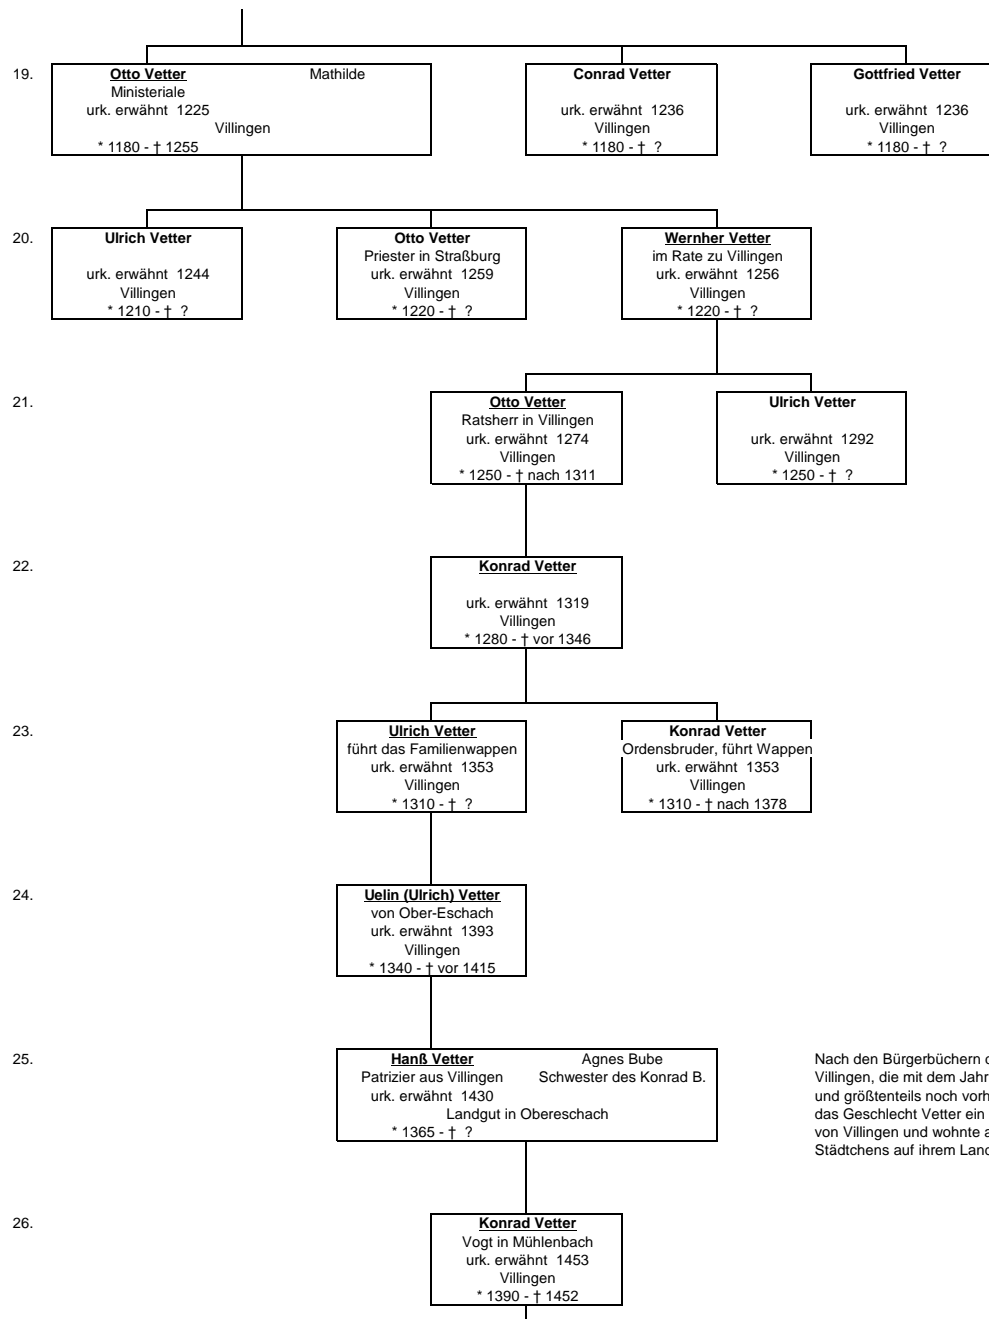 19.
Otto Vetter Mathilde
Ministeriale
urk. erwähnt 1225
Villingen
* 1180 - † 1255
Conrad Vetter
urk. erwähnt 1236
Villingen
* 1180 - † ?
Gottfried Vetter
urk. erwähnt 1236
Villingen
* 1180 - † ?
20.
Ulrich Vetter
urk. erwähnt 1244
Villingen
* 1210 - † ?
Otto Vetter
Priester in Straßburg
urk. erwähnt 1259
Villingen
* 1220 - † ?
Wernher Vetter
im Rate zu Villingen
urk. erwähnt 1256
Villingen
* 1220 - † ?
21.
Otto Vetter
Ratsherr in Villingen
urk. erwähnt 1274
Villingen
* 1250 - † nach 1311
Ulrich Vetter
urk. erwähnt 1292
Villingen
* 1250 - † ?
22.
Konrad Vetter
urk. erwähnt 1319
Villingen
* 1280 - † vor 1346
23.
Ulrich Vetter
führt das Familienwappen
urk. erwähnt 1353
Villingen
* 1310 - † ?
Konrad Vetter
Ordensbruder, führt Wappen
urk. erwähnt 1353
Villingen
* 1310 - † nach 1378
24.
Uelin (Ulrich) Vetter
von Ober-Eschach
urk. erwähnt 1393
Villingen
* 1340 - † vor 1415
25.
Hanß Vetter Agnes Bube
Patrizier aus Villingen Schwester des Konrad B.
urk. erwähnt 1430
Landgut in Obereschach
* 1365 - † ?
Nach den Bürgerbüchern
Villingen, die mit dem Jahr
und größtenteils noch
das Geschlecht Vetter ein
von Villingen und wohnte
Städtchens auf ihrem
26.
Konrad Vetter
Vogt in Mühlenbach
urk. erwähnt 1453
Villingen
* 1390 - † 1452